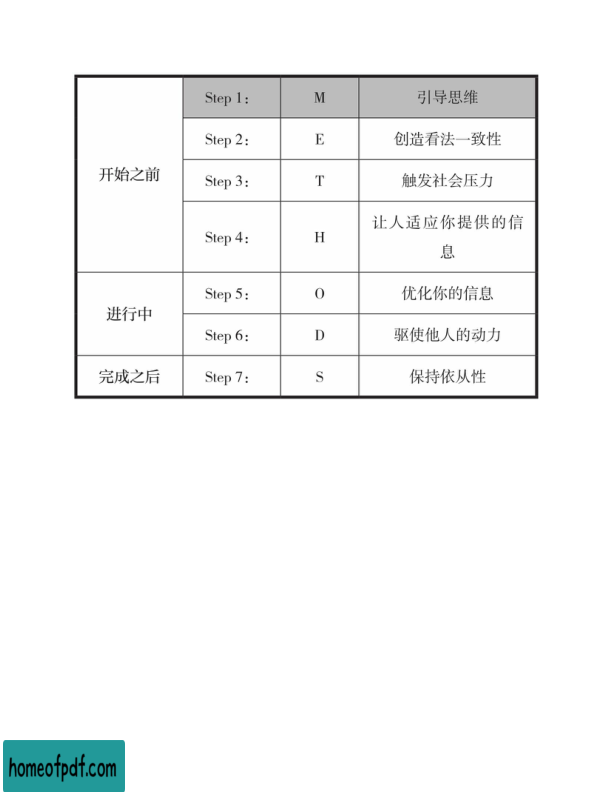 开始之前
Step 1： M 引导思维
Step 2： E 创造看法一致性
Step 3： T 触发社会压力
Step 4： H 让人适应你提供的信
息
进行中
Step 5： O 优化你的信息
Step 6： D 驱使他人的动力
完成之后 Step 7： S 保持依从性
homeofpdf.com